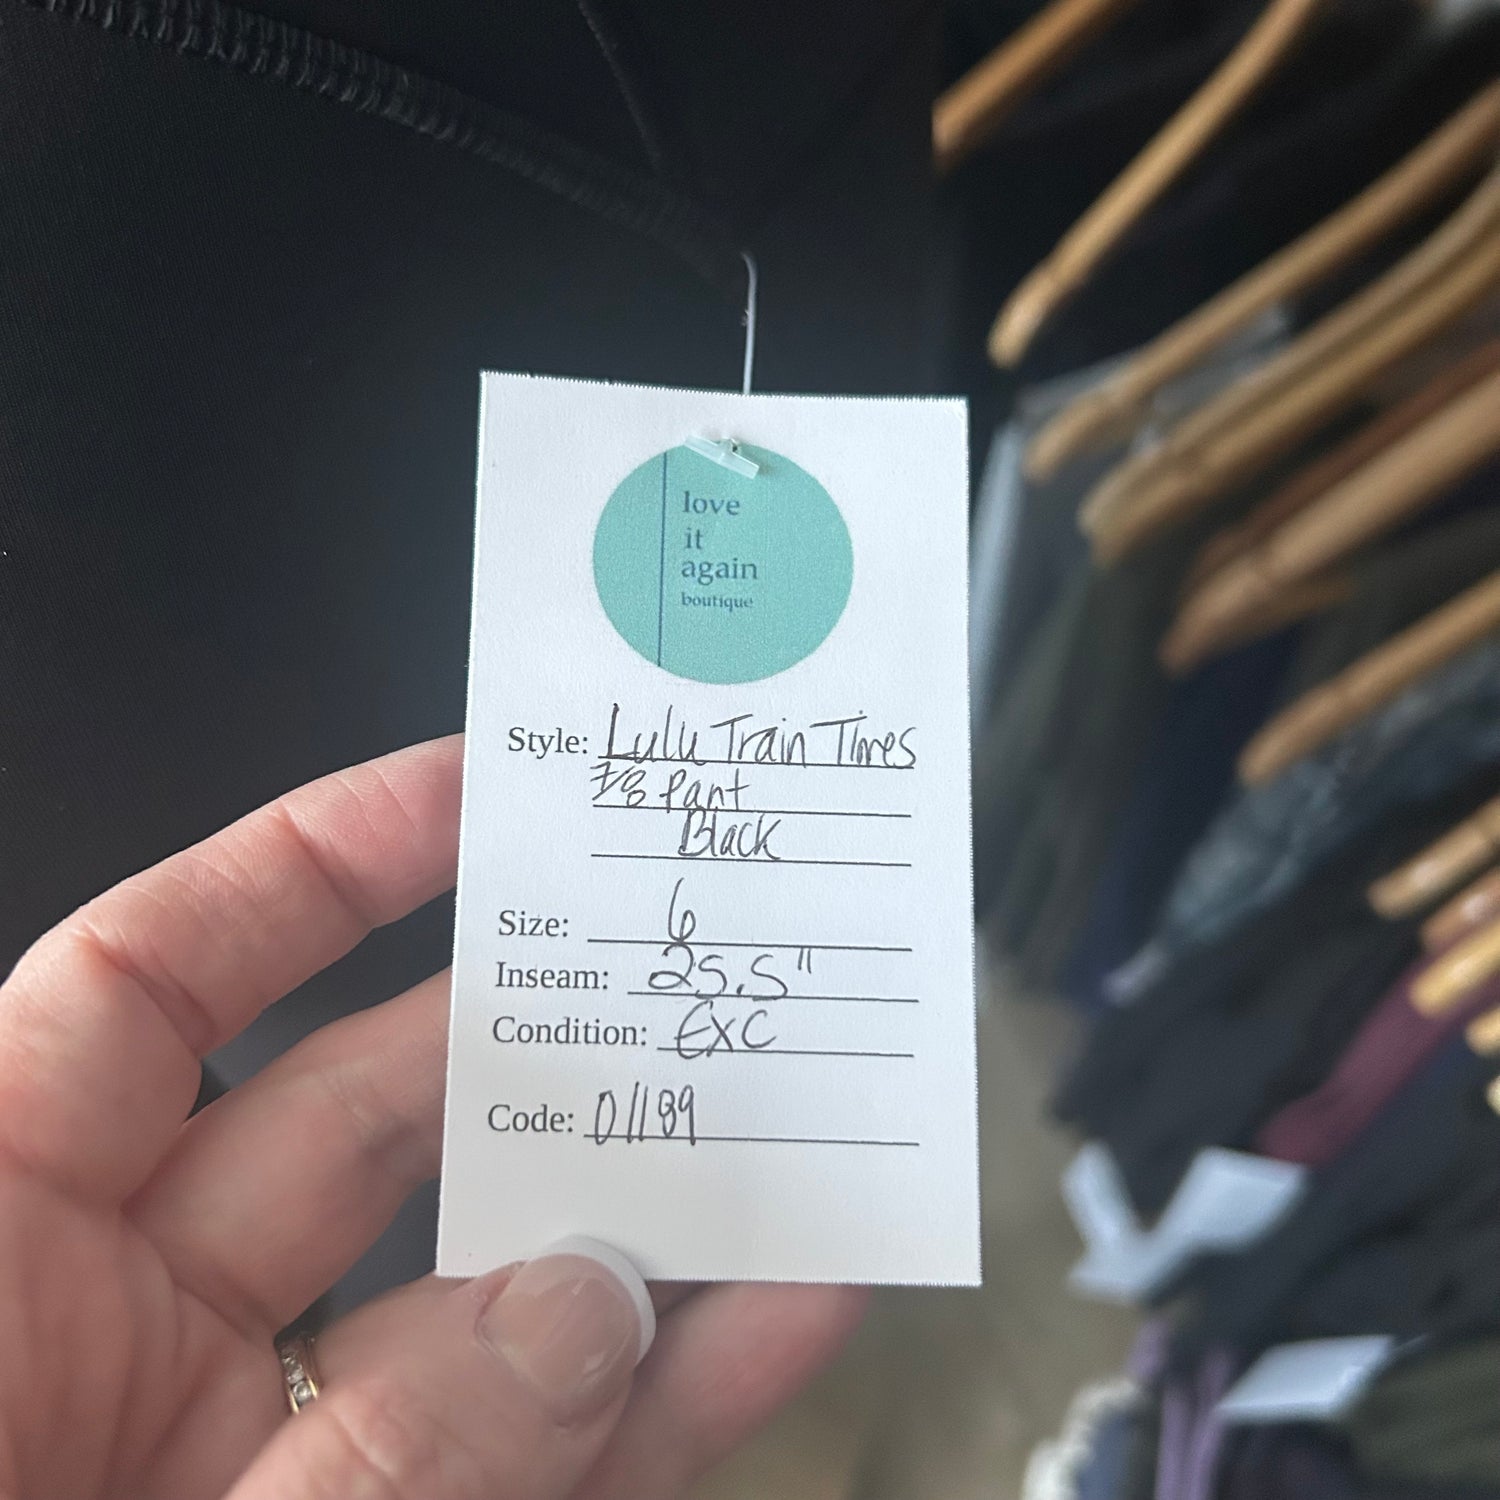 love
it
again
boutique
Style: Lulu Train Times
7/8 Pant
Black
Size: 6
Inseam: 25.5"
Condition: EXC
Code: 01189